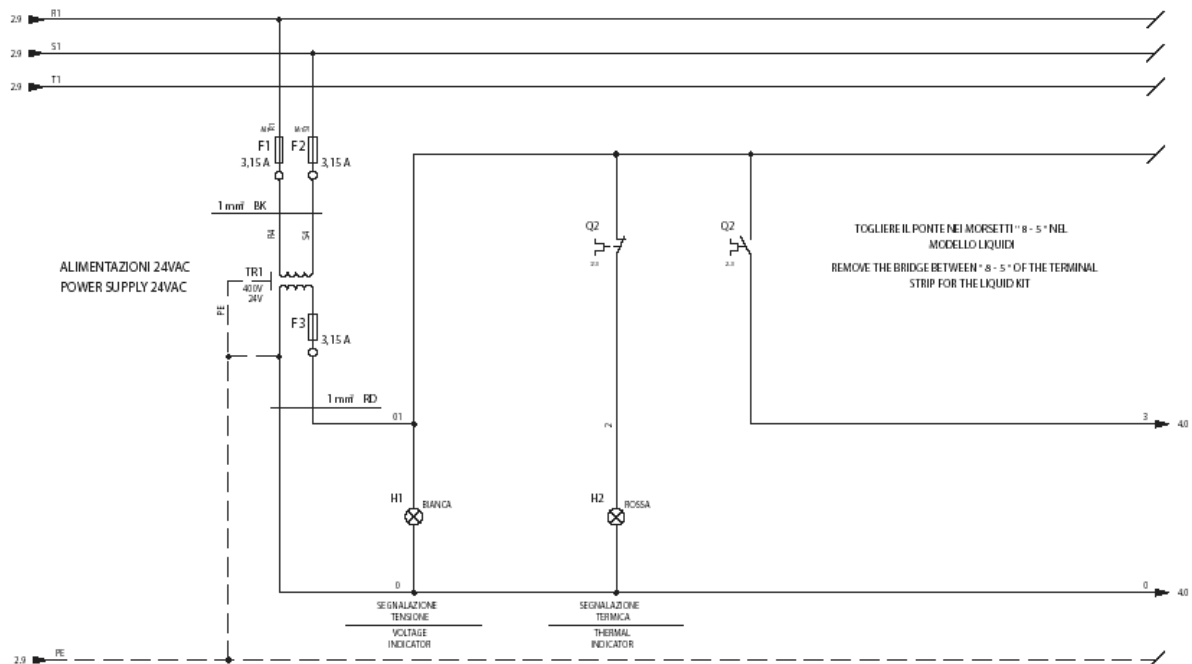 2.9 R1
2.9 S1
2.9 T1
F1
3,15 A
F2
3,15 A
1 mm² BK
R4
S4
ALIMENTAZIONI 24VAC
POWER SUPPLY 24VAC
TR1
400V
24V
PE
F3
3,15 A
1 mm² RD
01
Q2
2.3
Q2
2.3
TOGLIERE IL PONTE NEI MORSETTI " 8 - 5 " NEL
MODELLO LIQUIDI
REMOVE THE BRIDGE BETWEEN " 8 - 5 " OF THE TERMINAL
STRIP FOR THE LIQUID KIT
2
3 4.0
H1 BIANCA
H2 ROSSA
0
0 4.0
SEGNALAZIONE
TENSIONE
VOLTAGE
INDICATOR
SEGNALAZIONE
TERMICA
THERMAL
INDICATOR
2.9 PE